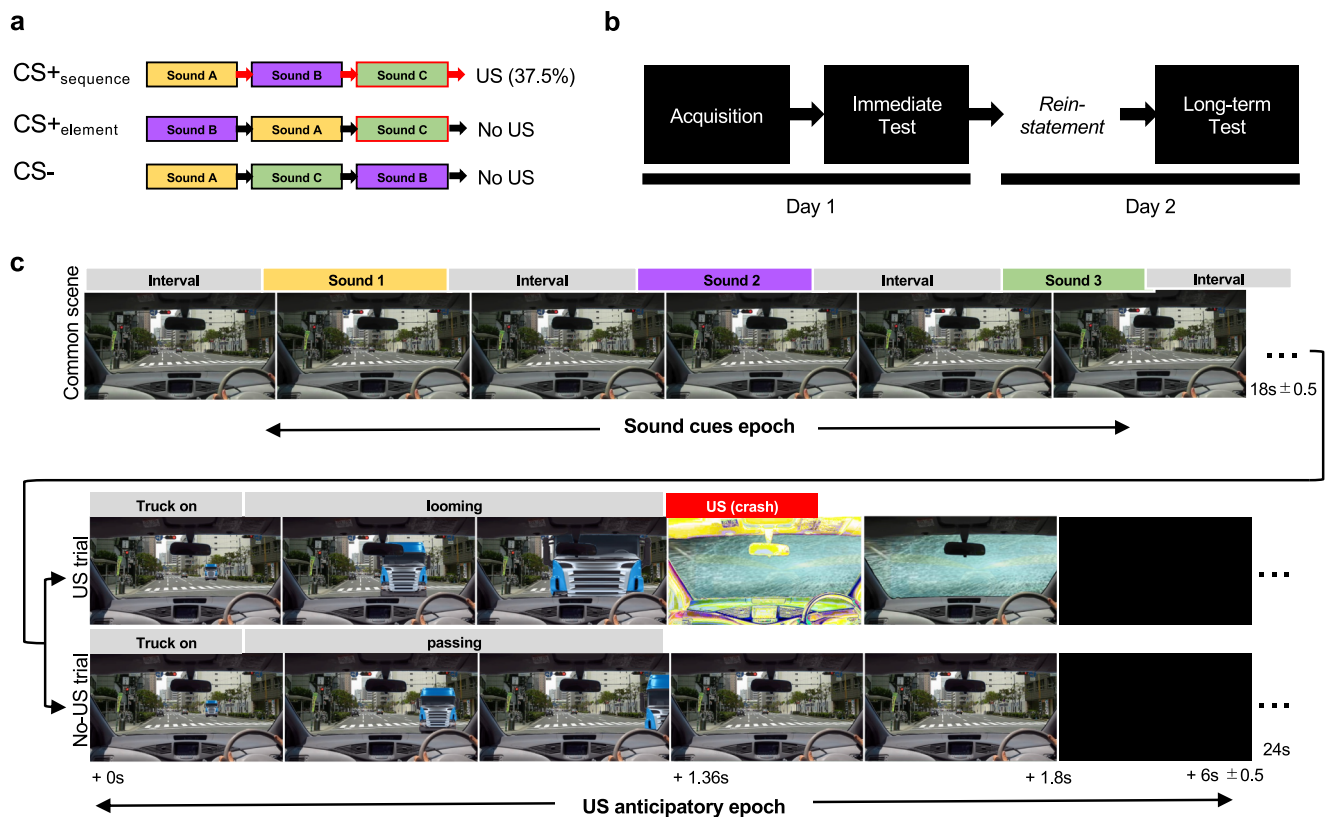 a
CS+sequence Sound A Sound B Sound C US (37.5%)
CS+element Sound B Sound A Sound C No US
CS- Sound A Sound C Sound B No US
b
Acquisition
Immediate
Test
Rein-
statement
Long-term
Test
Day 1 Day 2
c
Common scene
Interval Sound 1 Interval Sound 2 Interval Sound 3 Interval
18s ± 0.5
Sound cues epoch
US trial
Truck on looming US (crash)
No-US trial
Truck on passing
24s
+ 0s + 1.36s + 1.8s + 6s ± 0.5
US anticipatory epoch